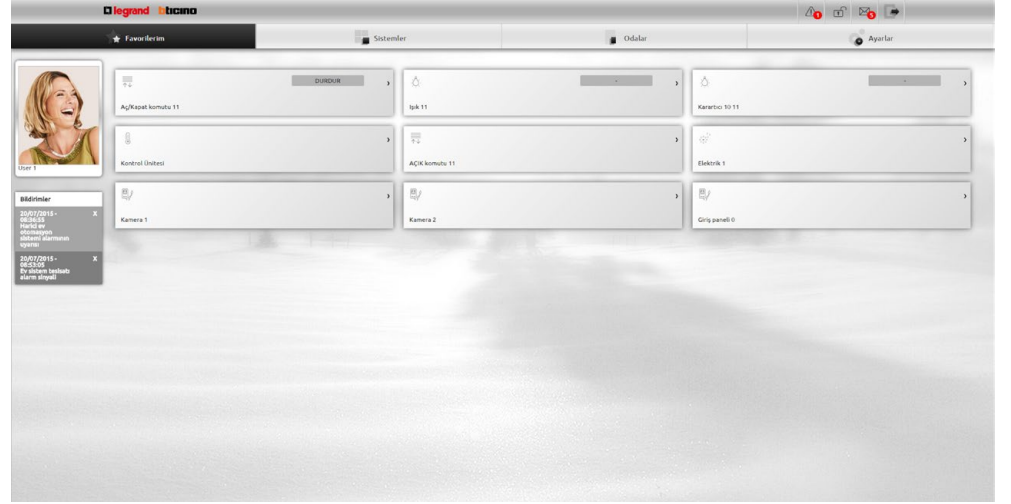 legrand bticino
1
5
Favorilerim
Sistemler
Odalar
Ayarlar
DURDUR
-
-
Aç/Kapat komutu 11
Işık 11
Karartıcı 10 11
Kontrol Ünitesi
AÇIK komutu 11
Elektrik 1
Kamera 1
Kamera 2
Giriş paneli 0
User 1
Bildirimler
20/07/2015 - X
08:36:55
Harici ev
otomasyon
sistemi alarmının
uyarısı
20/07/2015 - X
08:53:05
Ev sistem tesisatı
alarm sinyali